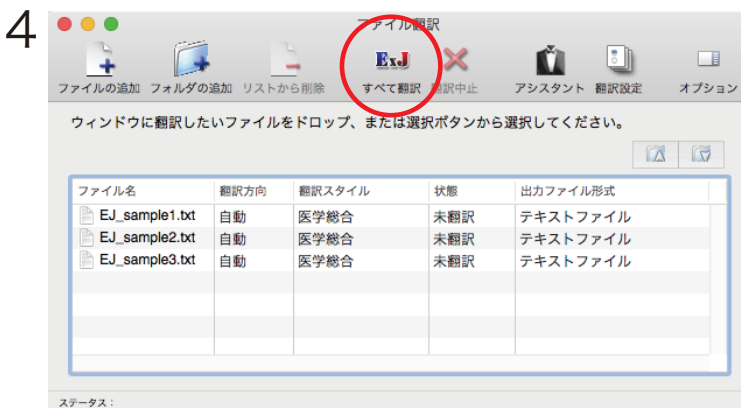 4
ファイル翻訳
ExJ
ファイルの追加 フォルダの追加 リストから削除 すべて翻訳 翻訳中止 アシスタント 翻訳設定 オプション
ウィンドウに翻訳したいファイルをドロップ、または選択ボタンから選択してください。
ファイル名 翻訳方向 翻訳スタイル 状態 出力ファイル形式
EJ_sample1.txt 自動 医学総合 未翻訳 テキストファイル
EJ_sample2.txt 自動 医学総合 未翻訳 テキストファイル
EJ_sample3.txt 自動 医学総合 未翻訳 テキストファイル
ステータス：